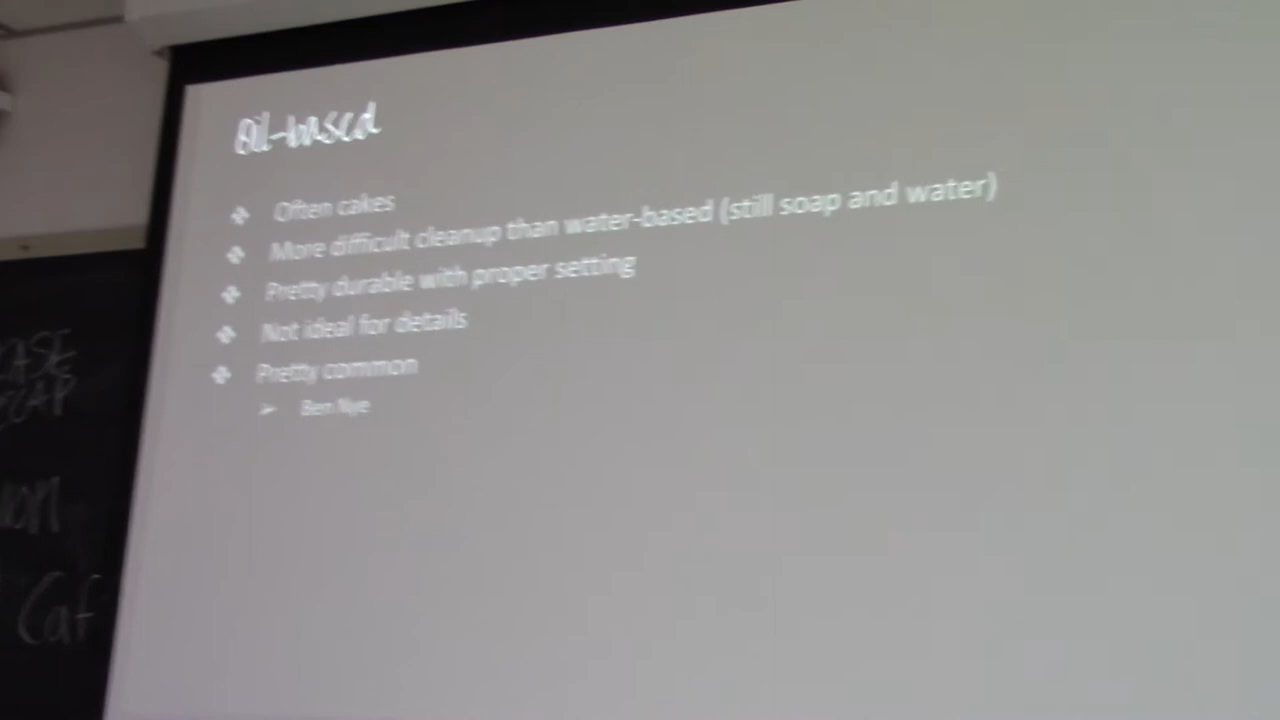 Oil-based
Often cakes
More difficult cleanup than water-based (still soap and water)
Pretty durable with proper setting
Not ideal for details
Pretty common
Ben Nye
Caf